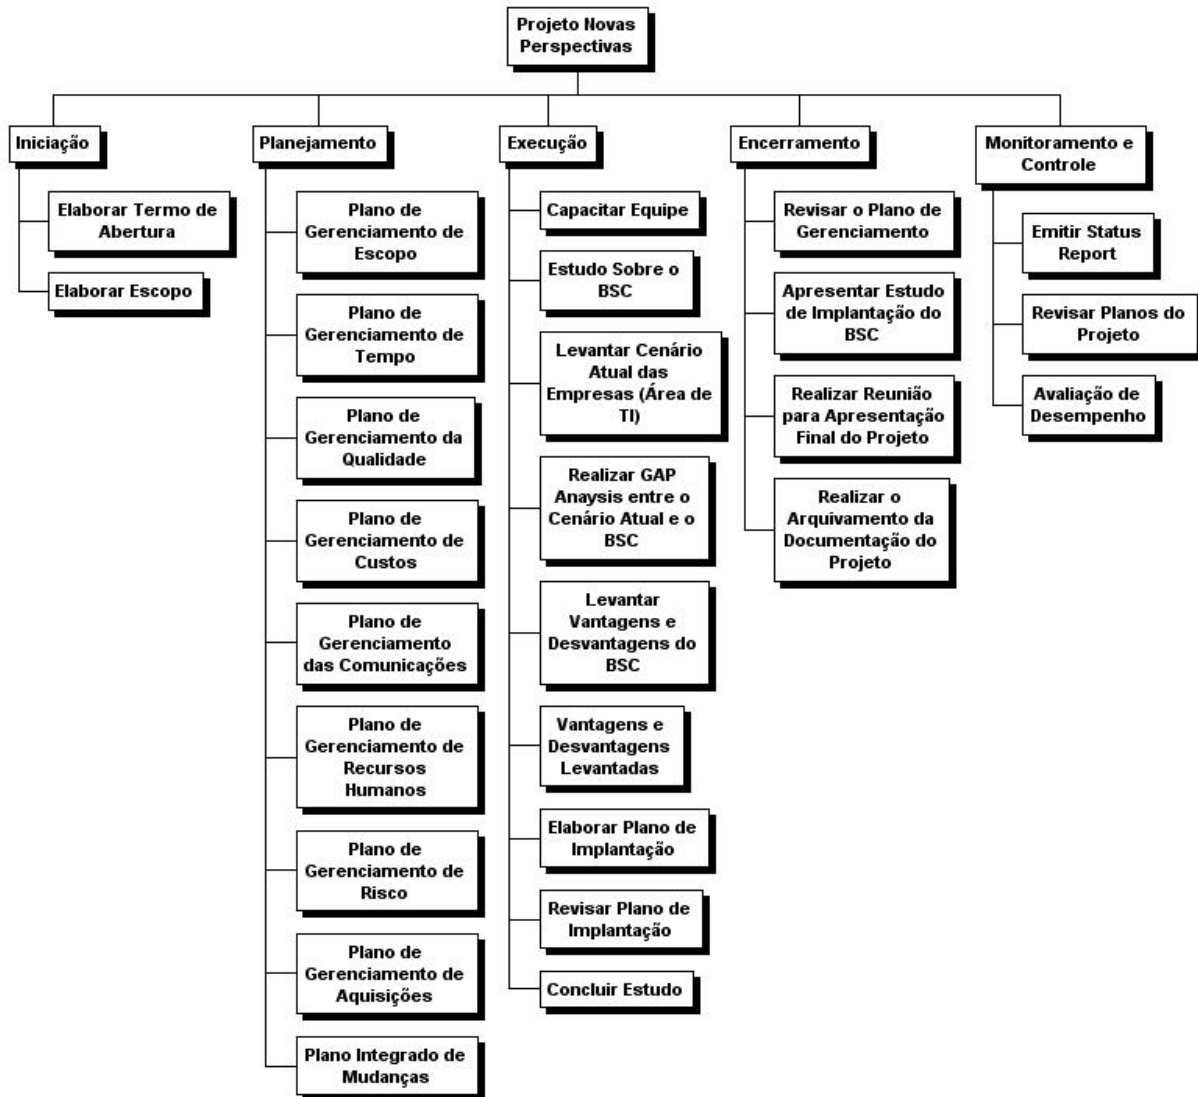 Projeto Novas
Perspectivas
Iniciação
Elaborar Termo de
Abertura
Elaborar Escopo
Planejamento
Plano de
Gerenciamento de
Escopo
Plano de
Gerenciamento de
Tempo
Plano de
Gerenciamento da
Qualidade
Plano de
Gerenciamento de
Custos
Plano de
Gerenciamento
das Comunicações
Plano de
Gerenciamento de
Recursos
Humanos
Plano de
Gerenciamento de
Risco
Plano de
Gerenciamento de
Aquisições
Plano Integrado de
Mudanças
Execução
Capacitar Equipe
Estudo Sobre o
BSC
Levantar Cenário
Atual das
Empresas (Área de
TI)
Realizar GAP
Anaysis entre o
Cenário Atual e o
BSC
Levantar
Vantagens e
Desvantagens do
BSC
Vantagens e
Desvantagens
Levantadas
Elaborar Plano de
Implantação
Revisar Plano de
Implantação
Concluir Estudo
Encerramento
Revisar o Plano de
Gerenciamento
Apresentar Estudo
de Implantação do
BSC
Realizar Reunião
para Apresentação
Final do Projeto
Realizar o
Arquivamento da
Documentação do
Projeto
Monitoramento e
Controle
Emitir Status
Report
Revisar Planos do
Projeto
Avaliação de
Desempenho